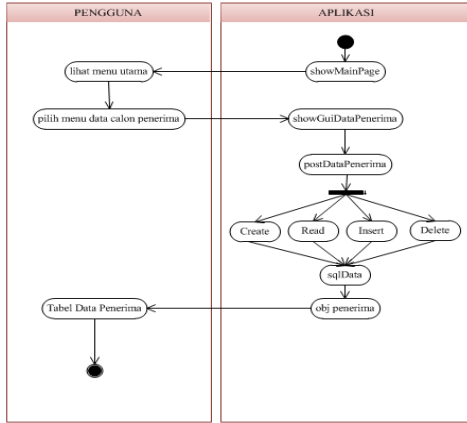 PENGGUNA
APLIKASI
lihat menu utama
showMainPage
pilih menu data calon penerima
showGuiDataPenerima
postDataPenerima
Create
Read
Insert
Delete
sqlData
Tabel Data Penerima
obj penerima